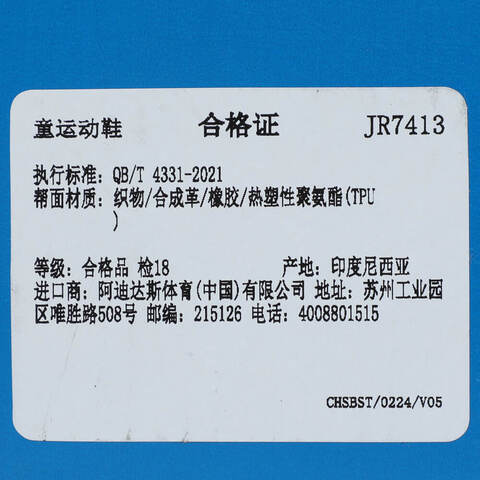 童运动鞋 合格证 JR7413
执行标准: QB/T 4331-2021
帮面材质: 织物/合成革/橡胶/热塑性聚氨酯(TPU
)
等级: 合格品 检18 产地: 印度尼西亚
进口商: 阿迪达斯体育(中国)有限公司 地址: 苏州工业园
区唯胜路508号 邮编: 215126 电话: 4008801515
CHSBST/0224/V05